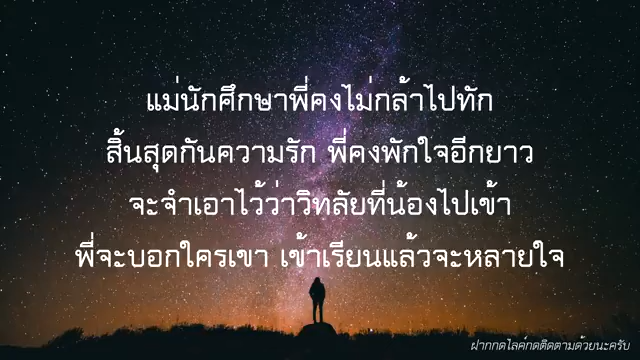 แม่นักศึกษาพี่คงไม่กล้าไปทัก
สิ้นสุดกันความรัก พี่คงพักใจอีกยาว
จะจำเอาไว้ว่าวิทลัยที่น้องไปเข้า
พี่จะบอกใครเขา เข้าเรียนแล้วจะหลายใจ
ฝากกดไลค์กดติดตามด้วยนะครับ